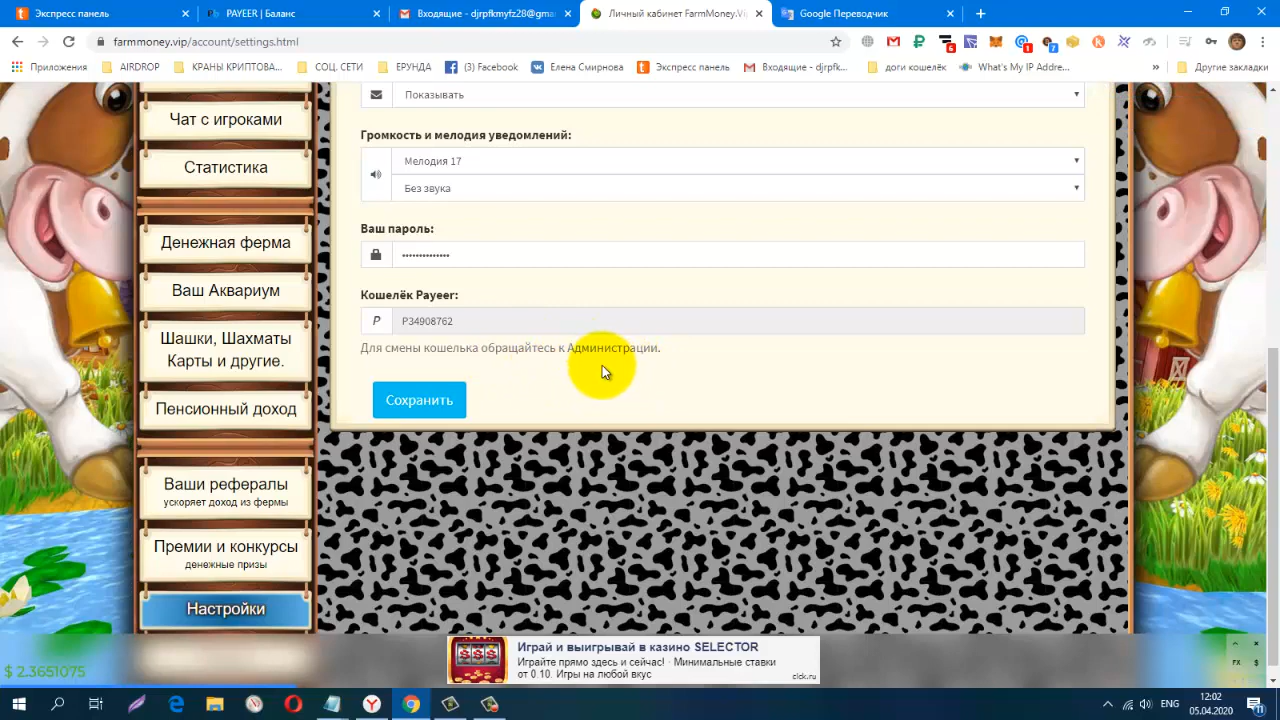 Экспресс панель
PAYEER | Баланс
Входящие - djrpfkmyfz28@gma
Личный кабинет FarmMoney.Vip
Google Переводчик
farmmoney.vip/account/settings.html
Приложения
AIRDROP
КРАНЫ КРИПТОВА...
СОЦ. СЕТИ
ЕРУНДА
(3) Facebook
Елена Смирнова
Экспресс панель
Входящие - djrpfk...
доги кошелёк
What's My IP Addre...
»
Другие закладки
Чат с игроками
Статистика
Денежная ферма
Ваш Аквариум
Шашки, Шахматы
Карты и другие.
Пенсионный доход
Ваши рефералы
ускоряет доход из фермы
Премии и конкурсы
денежные призы
Настройки
Показывать
Громкость и мелодия уведомлений:
Мелодия 17
Без звука
Ваш пароль:
••••••••••••••
Кошелёк Payeer:
P
P34908762
Для смены кошелька обращайтесь к Администрации.
Сохранить
Играй и выигрывай в казино SELECTOR
Играйте прямо здесь и сейчас! · Минимальные ставки
от 0.10. Игры на любой вкус
$ 2.3651075
FX $
ENG
12:02
05.04.2020